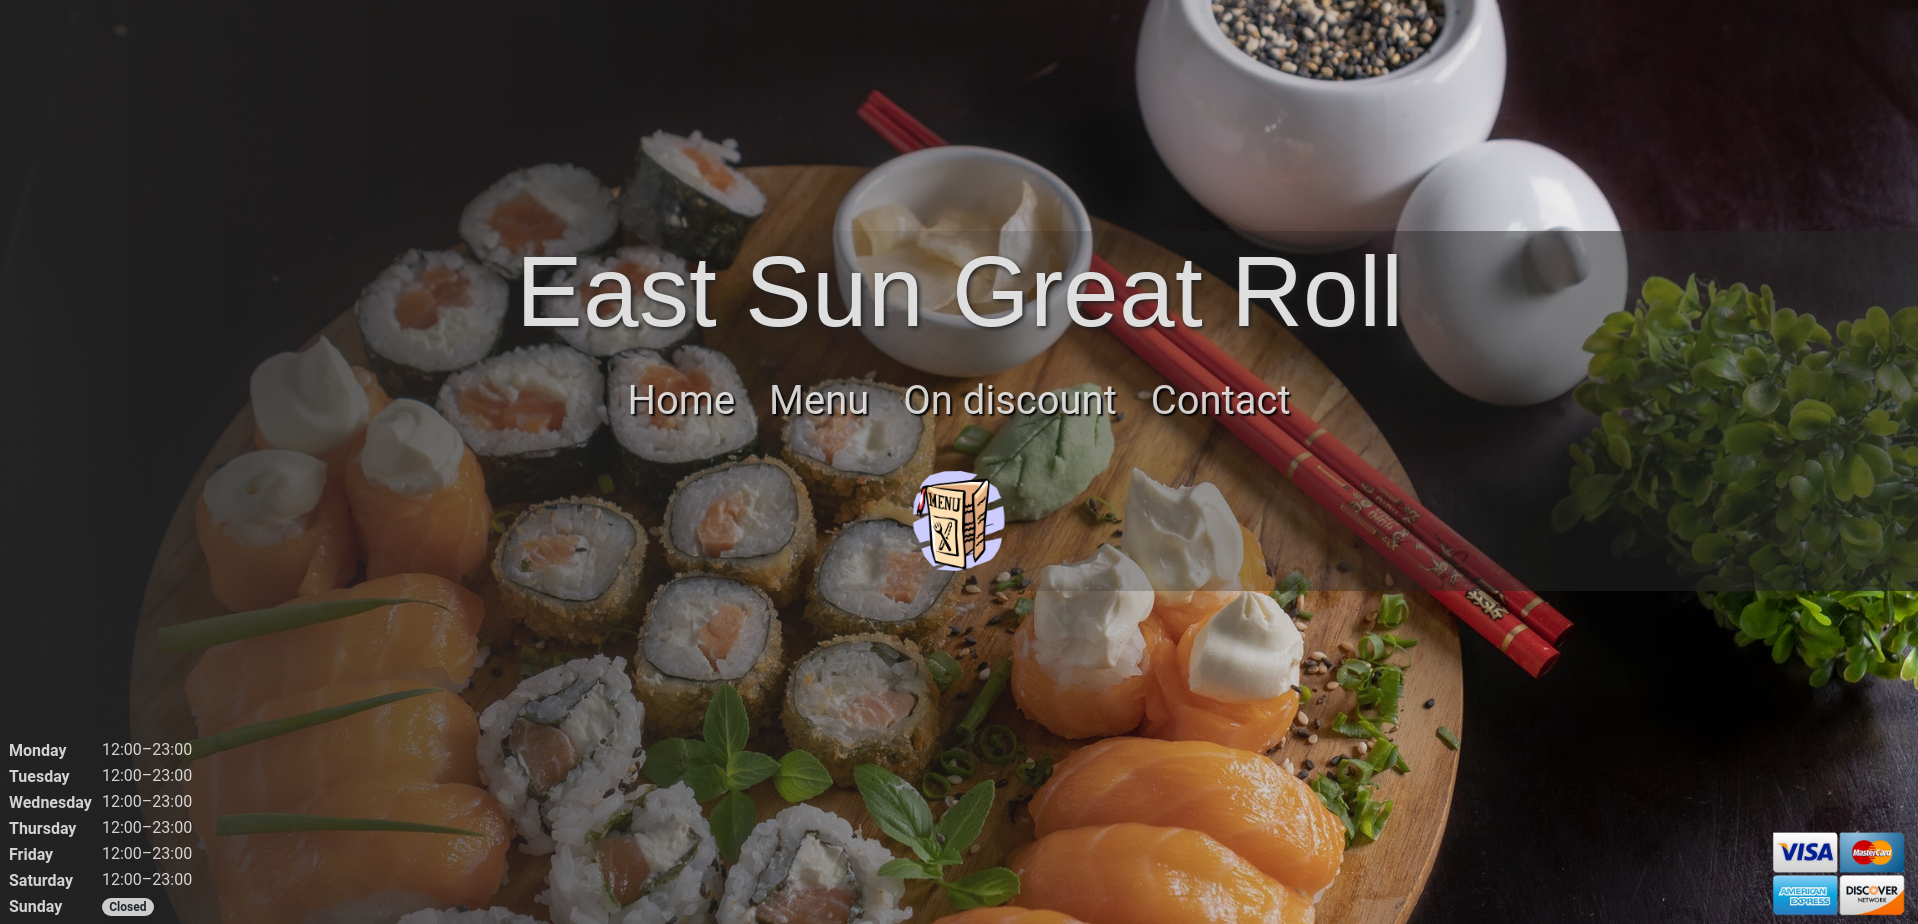 East Sun Great Roll
Home Menu On discount Contact
MENU
Monday 12:00–23:00
Tuesday 12:00–23:00
Wednesday 12:00–23:00
Thursday 12:00–23:00
Friday 12:00–23:00
Saturday 12:00–23:00
Sunday Closed
VISA MasterCard
AMERICAN EXPRESS DISCOVER NETWORK